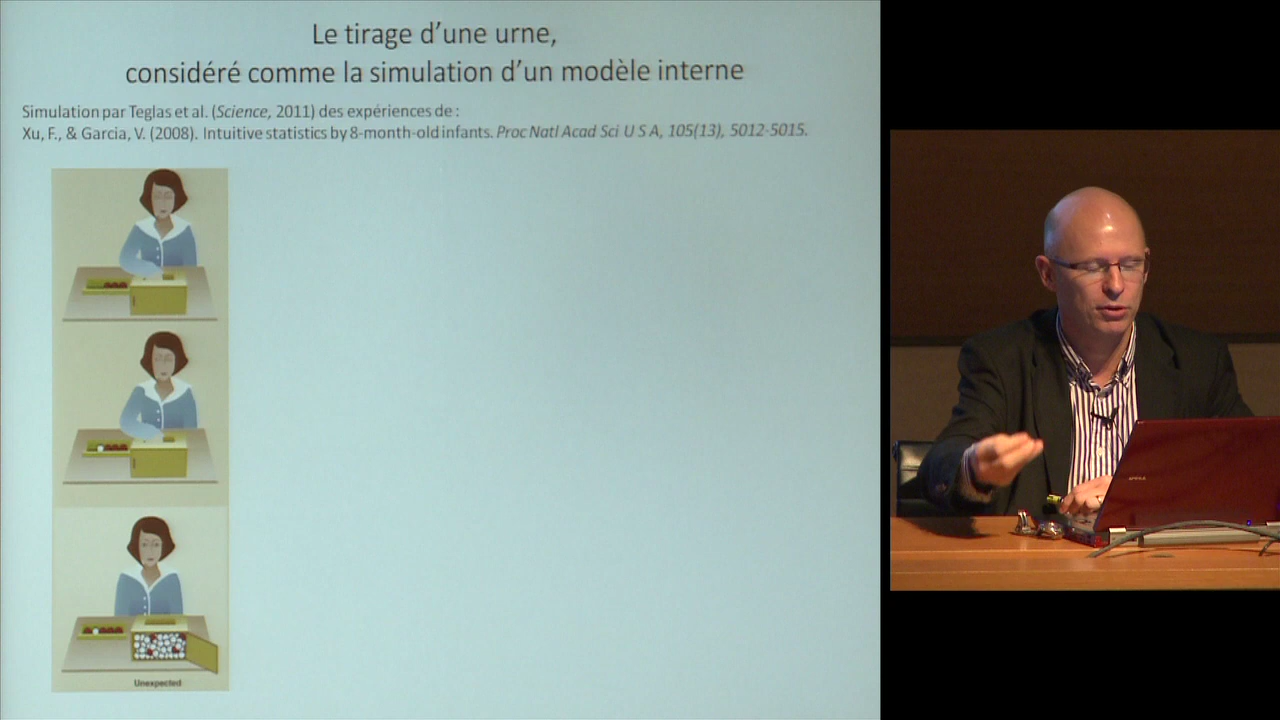 Le tirage d’une urne,
considéré comme la simulation d’un modèle interne
Simulation par Teglas et al. (Science, 2011) des expériences de :
Xu, F., & Garcia, V. (2008). Intuitive statistics by 8-month-old infants. Proc Natl Acad Sci U S A, 105(13), 5012-5015.
Unexpected